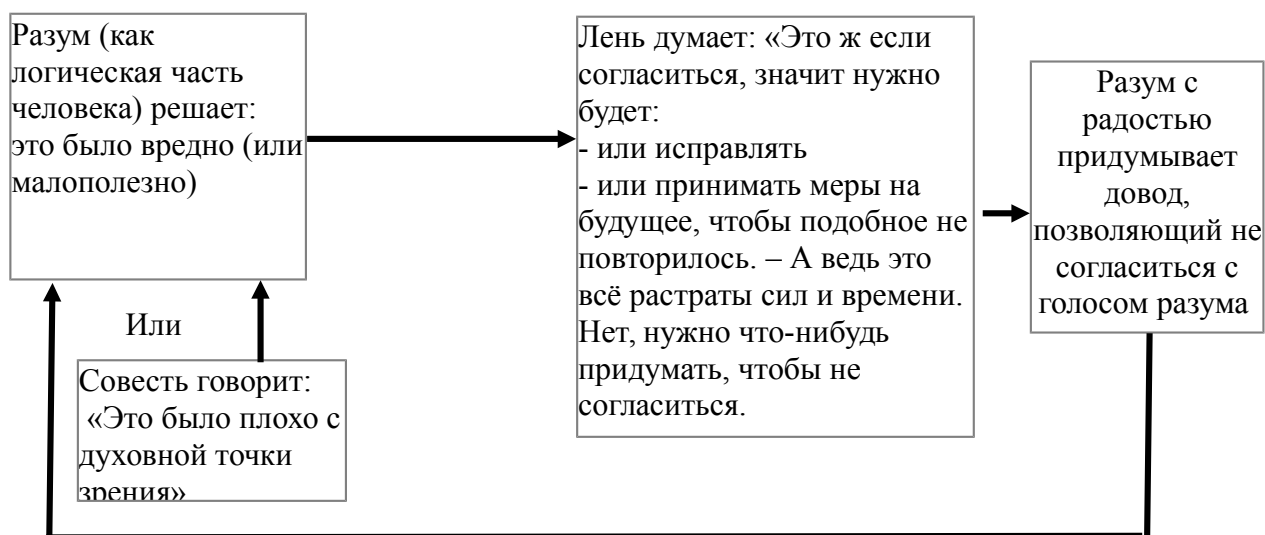 Разум (как
логическая часть
человека) решает:
это было вредно (или
малополезно)
Лень думает: «Это ж если
согласиться, значит нужно
будет:
- или исправлять
- или принимать меры на
будущее, чтобы подобное не
повторилось. – А ведь это
всё растраты сил и времени.
Нет, нужно что-нибудь
придумать, чтобы не
согласиться.
Разум с
радостью
придумывает
довод,
позволяющий не
согласиться с
голосом разума
Или
Совесть говорит:
«Это было плохо с
духовной точки
зрения»